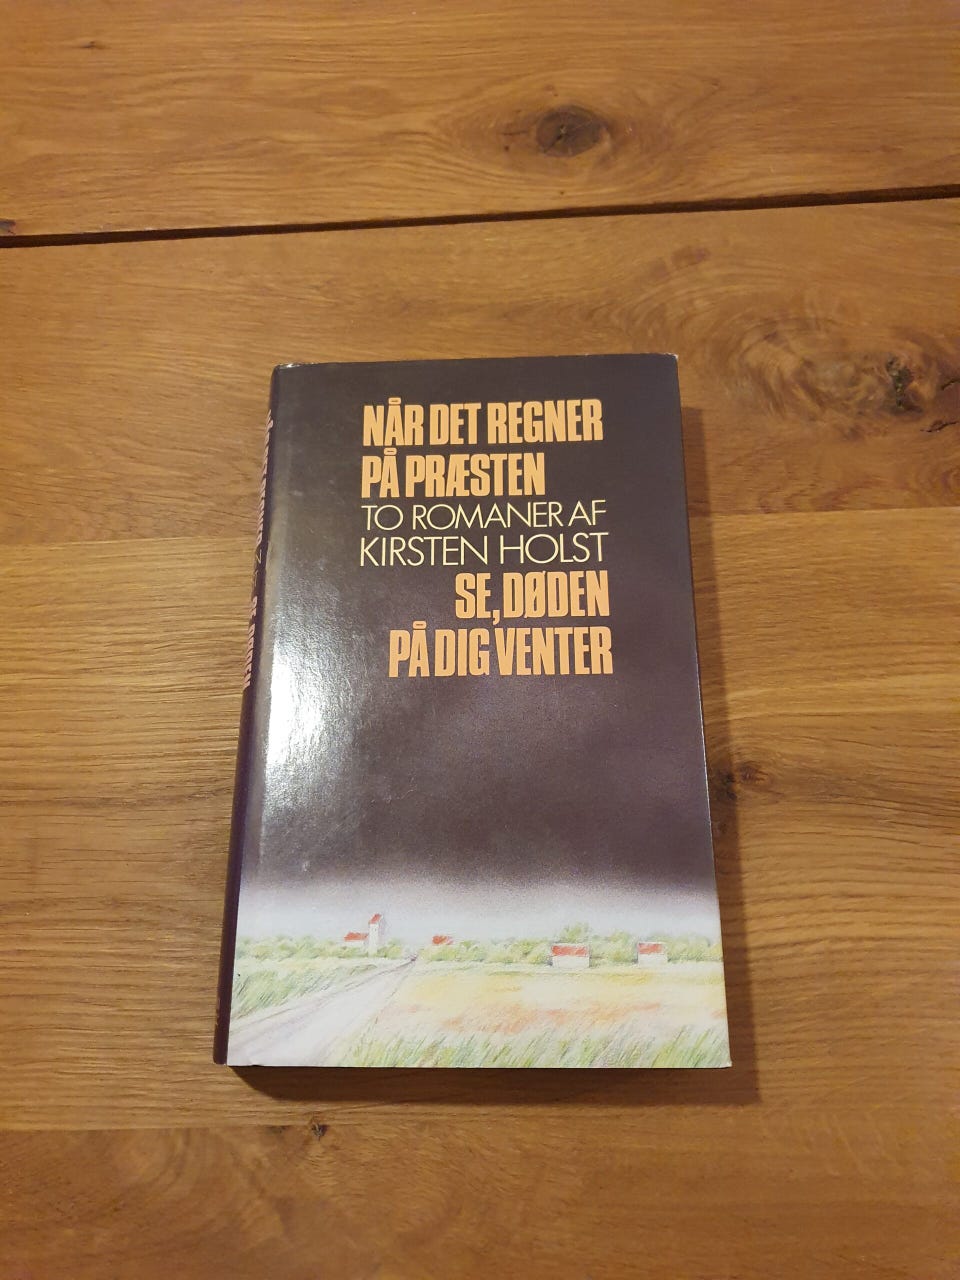 NÅR DET REGNER
PÅ PRÆSTEN
TO ROMANER AF
KIRSTEN HOLST
SE, DØDEN
PÅ DIG VENTER